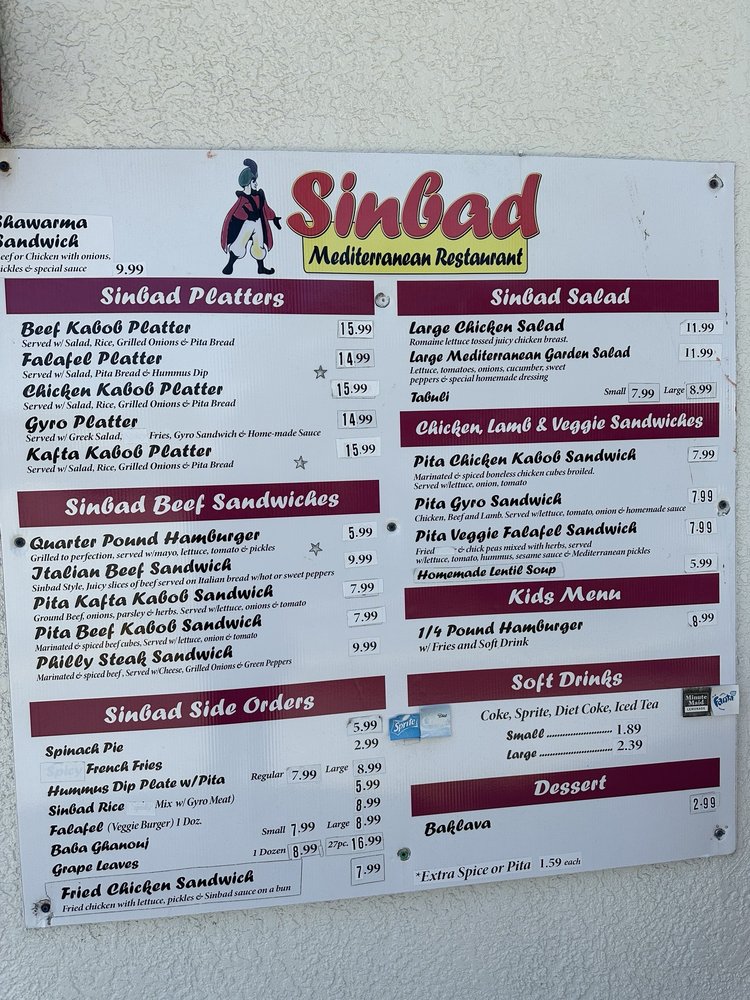 Sinbad
Mediterranean Restaurant
Shawarma
Sandwich
Beef or Chicken with onions,
pickles & special sauce 9.99
Sinbad Platters
Beef Kabob Platter 15.99
Served w/ Salad, Rice, Grilled Onions & Pita Bread
Falafel Platter 14.99
Served w/ Salad, Pita Bread & Hummus Dip
Chicken Kabob Platter 15.99
Served w/ Salad, Rice, Grilled Onions & Pita Bread
Gyro Platter 14.99
Served w/ Greek Salad, Fries, Gyro Sandwich & Home-made Sauce
Kafta Kabob Platter 15.99
Served w/ Salad, Rice, Grilled Onions & Pita Bread
Sinbad Beef Sandwiches
Quarter Pound Hamburger 5.99
Grilled to perfection, served w/mayo, lettuce, tomato & pickles
Italian Beef Sandwich 9.99
Sinbad Style, Juicy slices of beef served on Italian bread w/hot or sweet peppers
Pita Kafta Kabob Sandwich 7.99
Ground Beef, onions, parsley & herbs. Served w/lettuce, onions & tomato
Pita Beef Kabob Sandwich 7.99
Marinated & spiced beef cubes, Served w/ lettuce, onion & tomato
Philly Steak Sandwich 9.99
Marinated & spiced beef, Served w/Cheese, Grilled Onions & Green Peppers
Sinbad Side Orders
Spinach Pie 5.99
Spicy French Fries 2.99
Hummus Dip Plate w/Pita Regular 7.99 Large 8.99
Sinbad Rice Mix w/ Gyro Meat) 5.99
Falafel (Veggie Burger) 1 Doz. 8.99
Baba Ghanouj Small 7.99 Large 8.99
Grape Leaves 1 Dozen 8.99 27pc. 16.99
Fried Chicken Sandwich 7.99
Fried chicken with lettuce, pickles & Sinbad sauce on a bun
Sinbad Salad
Large Chicken Salad 11.99
Romaine lettuce tossed juicy chicken breast.
Large Mediterranean Garden Salad 11.99
Lettuce, tomatoes, onions, cucumber, sweet
peppers & special homemade dressing
Tabuli Small 7.99 Large 8.99
Chicken, Lamb & Veggie Sandwiches
Pita Chicken Kabob Sandwich 7.99
Marinated & spiced boneless chicken cubes broiled.
Served w/lettuce, onion, tomato
Pita Gyro Sandwich 7.99
Chicken, Beef and Lamb. Served w/lettuce, tomato, onion & homemade sauce
Pita Veggie Falafel Sandwich 7.99
Fried & chick peas mixed with herbs, served
w/lettuce, tomato, hummus, sesame sauce & Mediterranean pickles
Homemade Lentil Soup 5.99
Kids Menu
1/4 Pound Hamburger 8.99
w/ Fries and Soft Drink
Soft Drinks
Coke, Sprite, Diet Coke, Iced Tea
Sprite
Minute
Maid
LEMONADE
Fanta
Small ........................ 1.89
Large ........................ 2.39
Dessert
Baklava 2.99
*Extra Spice or Pita 1.59 each